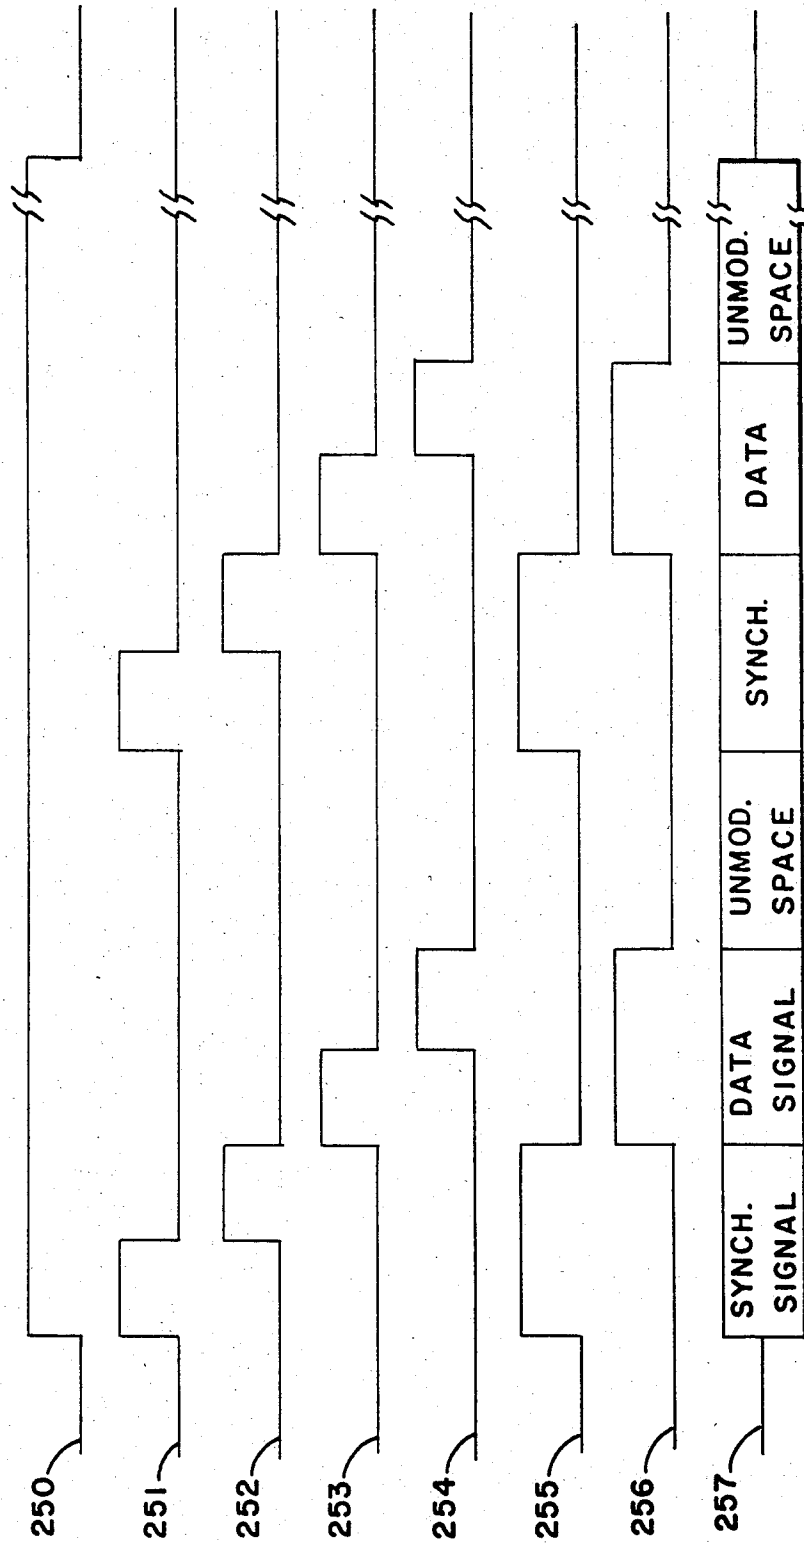 250
251
252
253
254
255
256
257
SYNCH.
SIGNAL
DATA
SIGNAL
UNMOD.
SPACE
SYNCH.
DATA
UNMOD.
SPACE